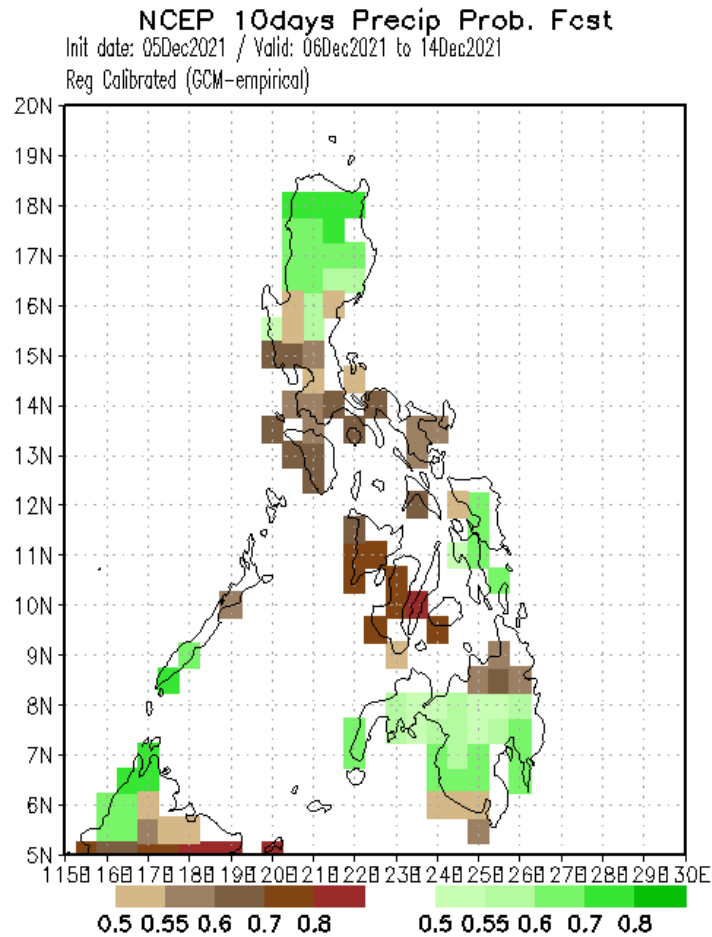 NCEP 10days Precip Prob. Fcst
Init date: 05Dec2021 / Valid: 06Dec2021 to 14Dec2021
Reg Calibrated (GCM-empirical)
20N
19N
18N
17N
16N
15N
14N
13N
12N
11N
10N
9N
8N
7N
6N
5N
115E 116E 117E 118E 119E 120E 121E 122E 123E 124E 125E 126E 127E 128E 129E 130E
0.5 0.55 0.6 0.7 0.8 0.5 0.55 0.6 0.7 0.8